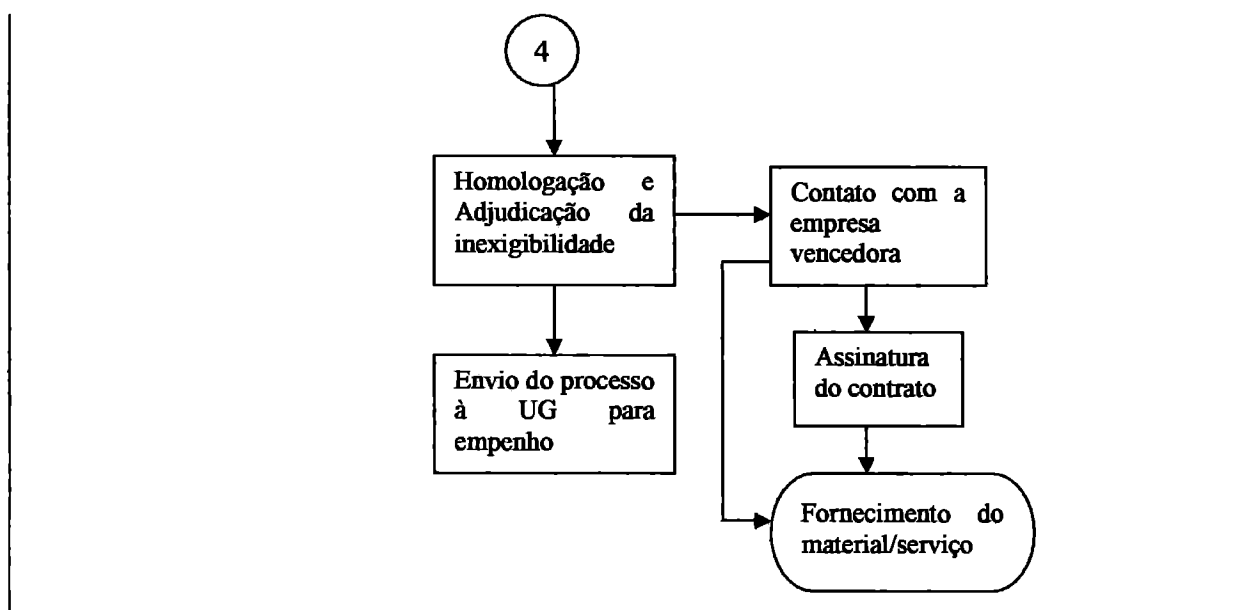 4
Homologação e
Adjudicação da
inexigibilidade
Contato com a
empresa
vencedora
Envio do processo
à UG para
empenho
Assinatura
do contrato
Fornecimento do
material/serviço